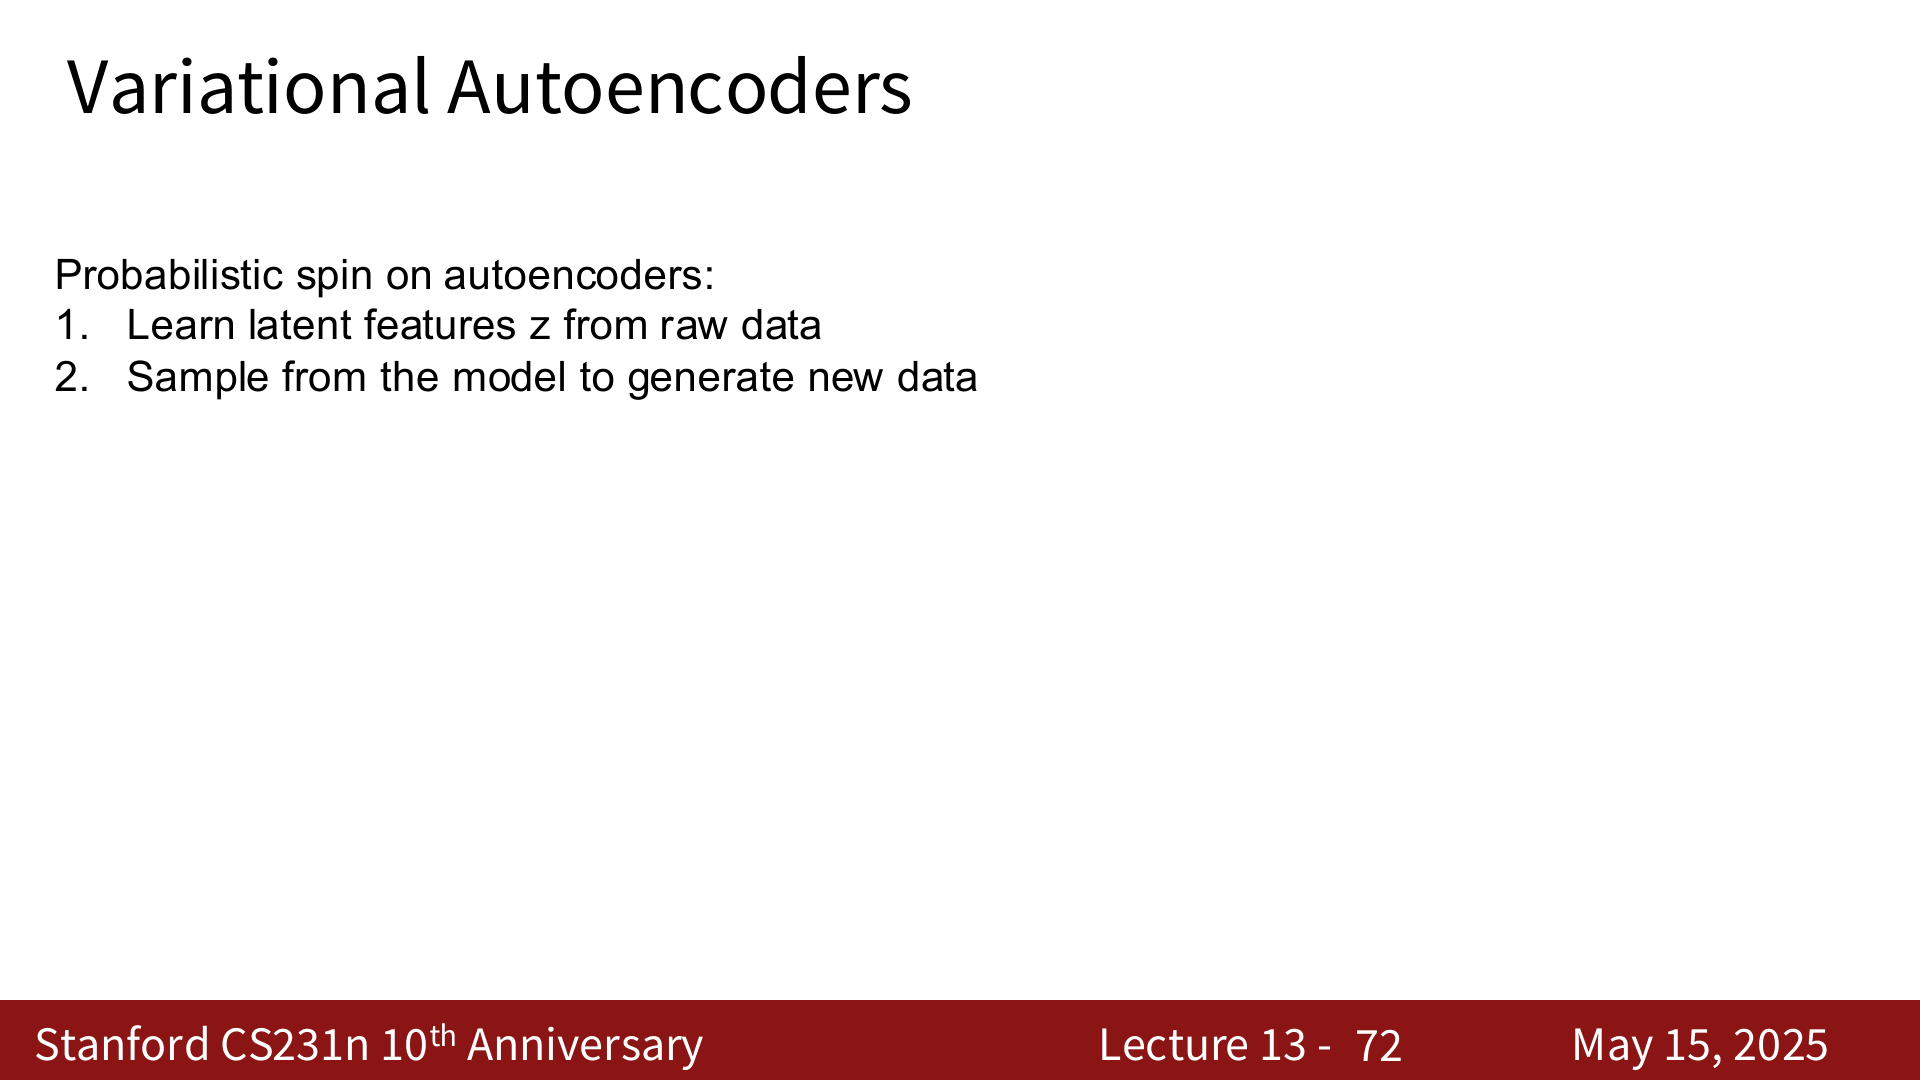 Variational Autoencoders
Probabilistic spin on autoencoders:
1. Learn latent features z from raw data
2. Sample from the model to generate new data
Stanford CS231n 10th Anniversary
Lecture 13 - 72
May 15, 2025